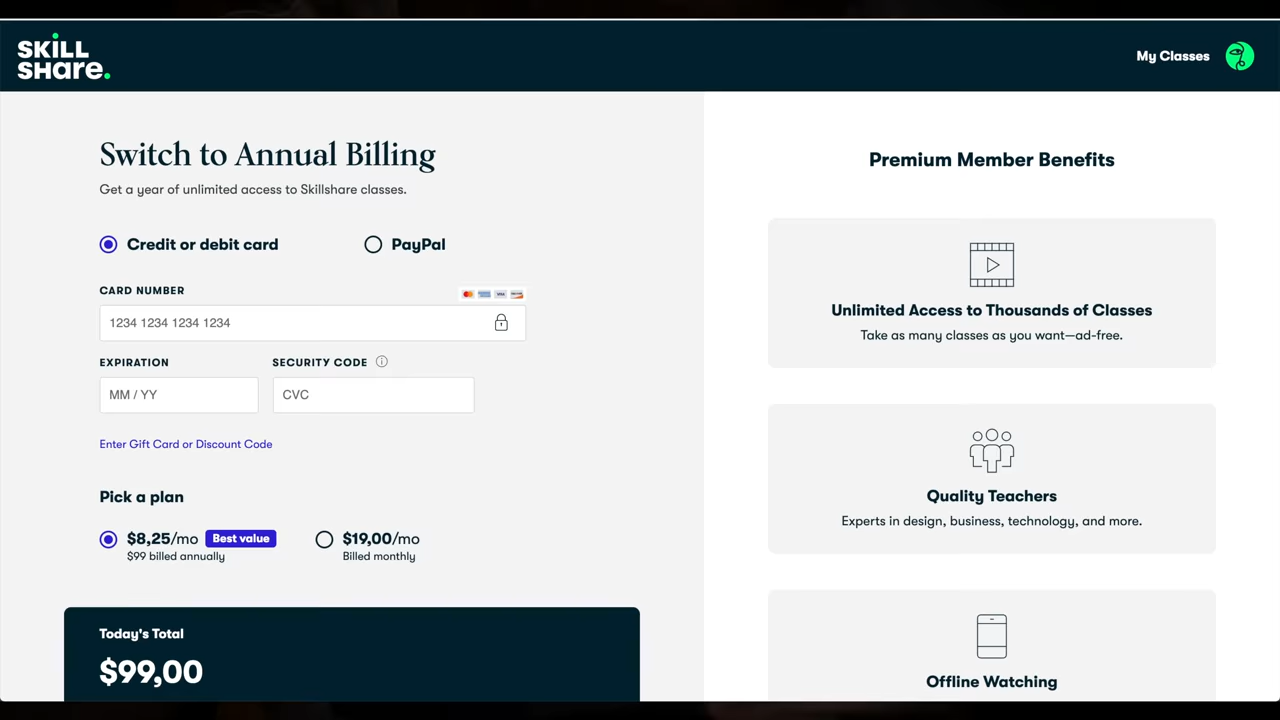 SKILL
SHARE.
My Classes
Switch to Annual Billing
Get a year of unlimited access to Skillshare classes.
Credit or debit card
PayPal
CARD NUMBER
1234 1234 1234 1234
EXPIRATION
SECURITY CODE
MM / YY
CVC
Enter Gift Card or Discount Code
Pick a plan
$8,25/mo Best value
$99 billed annually
$19,00/mo
Billed monthly
Today's Total
$99,00
Premium Member Benefits
Unlimited Access to Thousands of Classes
Take as many classes as you want—ad-free.
Quality Teachers
Experts in design, business, technology, and more.
Offline Watching